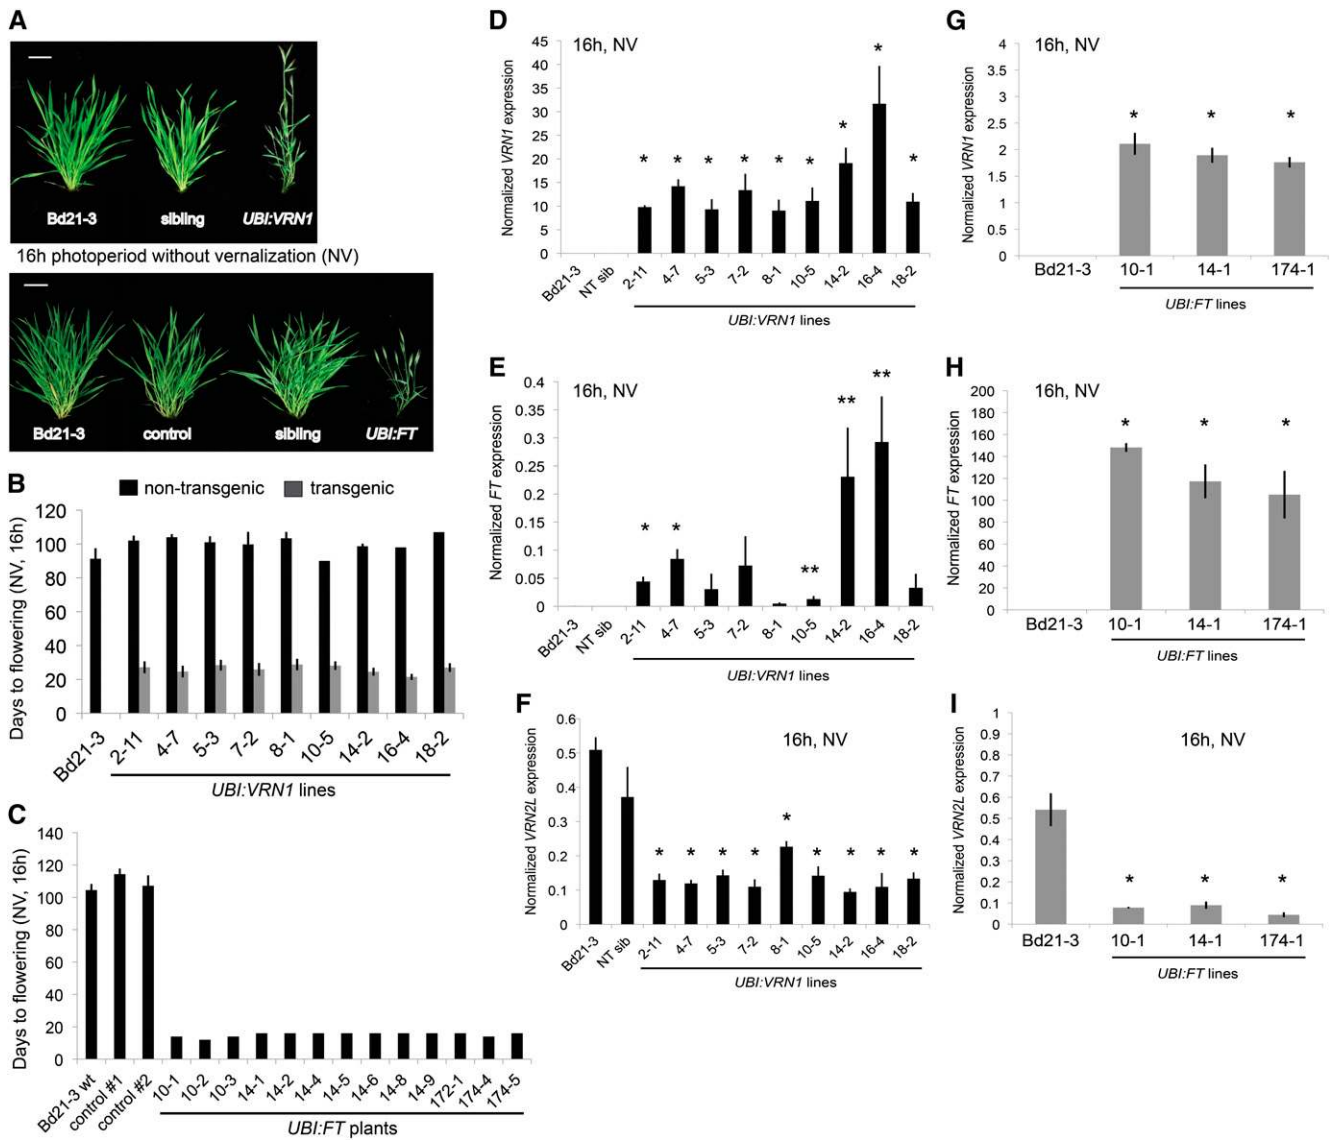 A
Bd21-3 sibling UBI:VRN1
16h photoperiod without vernalization (NV)
Bd21-3 control sibling UBI:FT
B
non-transgenic transgenic
Days to flowering (NV, 16h)
120
100
80
60
40
20
0
Bd21-3 2-11 4-7 5-3 7-2 8-1 10-5 14-2 16-4 18-2
UBI:VRN1 lines
C
Days to flowering (NV, 16h)
140
120
100
80
60
40
20
0
Bd21-3 wt control #1 control #2 10-1 10-2 10-3 14-1 14-2 14-4 14-5 14-6 14-8 14-9 172-1 174-4 174-5
UBI:FT plants
D
16h, NV
Normalized VRN1 expression
45
40
35
30
25
20
15
10
5
0
* * * * * * * * *
Bd21-3 NT sib 2-11 4-7 5-3 7-2 8-1 10-5 14-2 16-4 18-2
UBI:VRN1 lines
E
16h, NV
Normalized FT expression
0.4
0.35
0.3
0.25
0.2
0.15
0.1
0.05
0
* * ** ** **
Bd21-3 NT sib 2-11 4-7 5-3 7-2 8-1 10-5 14-2 16-4 18-2
UBI:VRN1 lines
F
16h, NV
Normalized VRN2L expression
0.6
0.5
0.4
0.3
0.2
0.1
0
* * * * * * * * *
Bd21-3 NT sib 2-11 4-7 5-3 7-2 8-1 10-5 14-2 16-4 18-2
UBI:VRN1 lines
G
16h, NV
Normalized VRN1 expression
4
3.5
3
2.5
2
1.5
1
0.5
0
* * *
Bd21-3 10-1 14-1 174-1
UBI:FT lines
H
16h, NV
Normalized FT expression
200
180
160
140
120
100
80
60
40
20
0
* * *
Bd21-3 10-1 14-1 174-1
UBI:FT lines
I
16h, NV
Normalized VRN2L expression
1
0.9
0.8
0.7
0.6
0.5
0.4
0.3
0.2
0.1
0
* * *
Bd21-3 10-1 14-1 174-1
UBI:FT lines